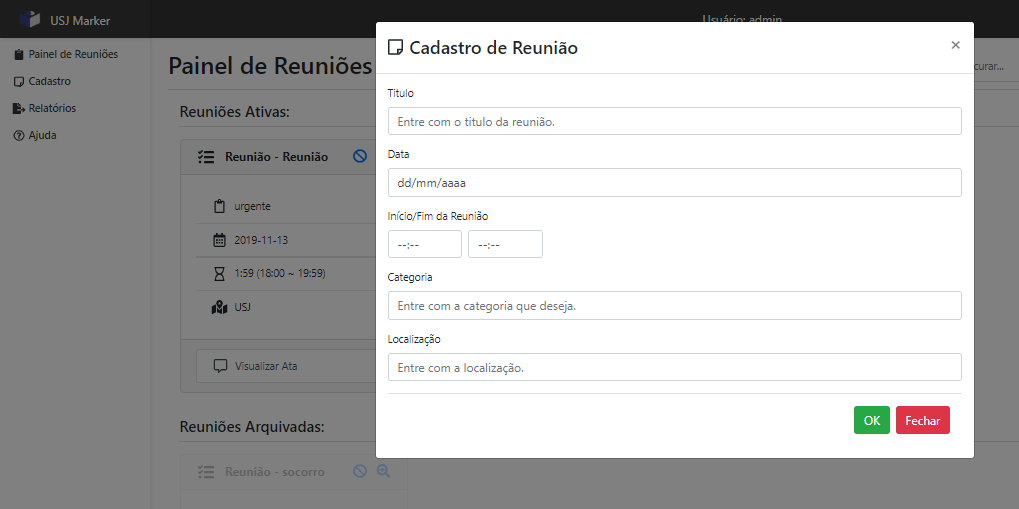 USJ Marker
Usuário: admin
Painel de Reuniões
Cadastro
Relatórios
Ajuda
Painel de Reuniões
curar...
Reuniões Ativas:
Reunião - Reunião
urgente
2019-11-13
1:59 (18:00 ~ 19:59)
USJ
Visualizar Ata
Reuniões Arquivadas:
Reunião - socorro
Cadastro de Reunião
×
Titulo
Entre com o titulo da reunião.
Data
dd/mm/aaaa
Início/Fim da Reunião
--:-- --:--
Categoria
Entre com a categoria que deseja.
Localização
Entre com a localização.
OK Fechar